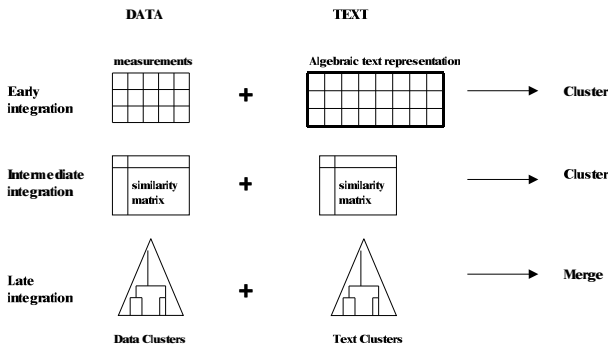 DATA TEXT
measurements Algebraic text representation
Early
integration
+
Cluster
Intermediate
integration
similarity
matrix
+
similarity
matrix
Cluster
Late
integration
+
Merge
Data Clusters Text Clusters